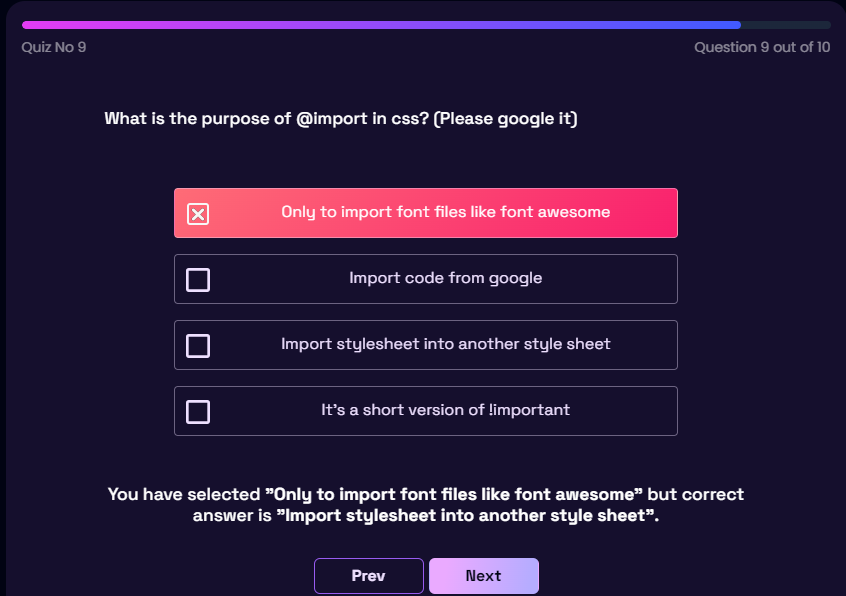 Quiz No 9
Question 9 out of 10
What is the purpose of @import in css? (Please google it)
Only to import font files like font awesome
Import code from google
Import stylesheet into another style sheet
It's a short version of !important
You have selected "Only to import font files like font awesome" but correct
answer is "Import stylesheet into another style sheet".
Prev
Next